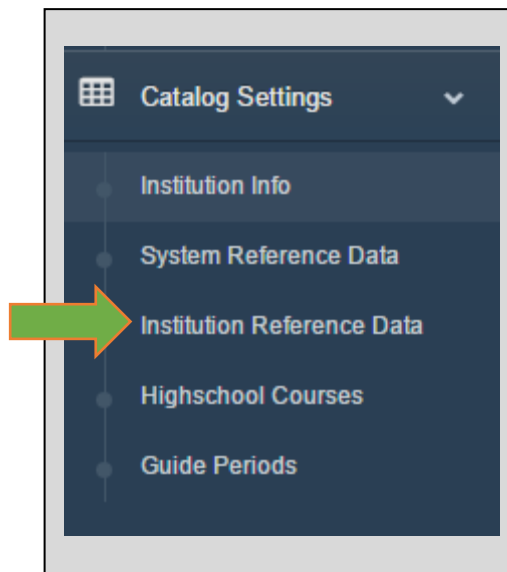 Catalog Settings
Institution Info
System Reference Data
Institution Reference Data
Highschool Courses
Guide Periods